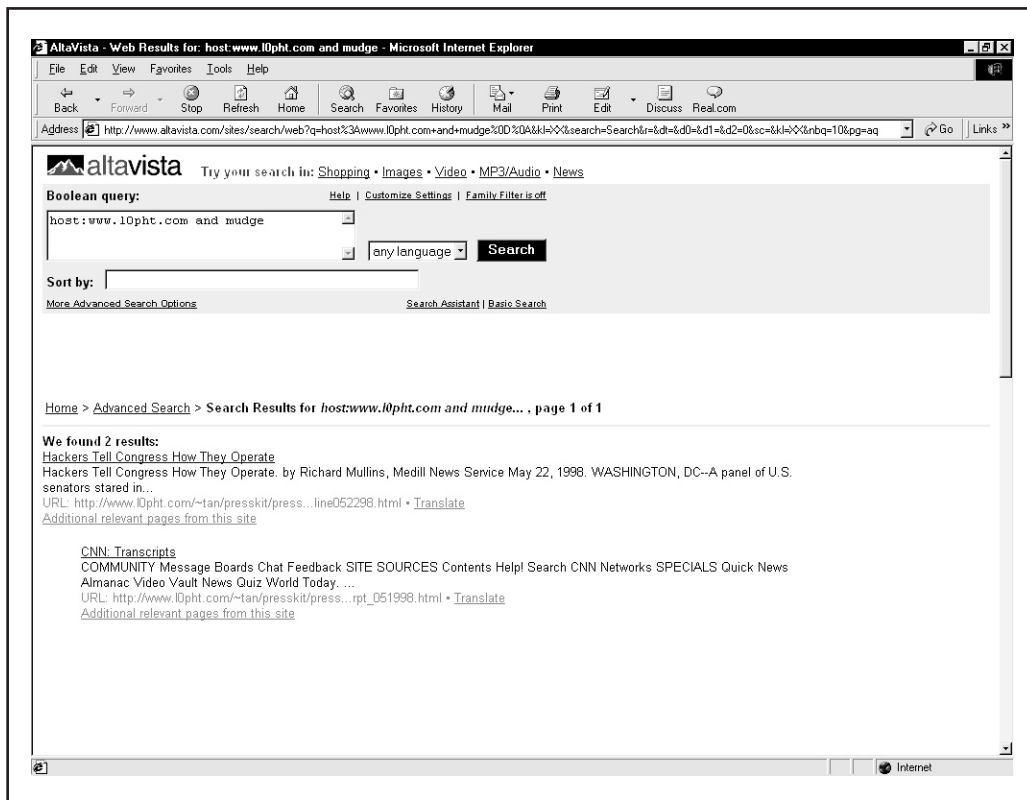 AltaVista - Web Results for: host:www.l0pht.com and mudge - Microsoft Internet Explorer
File Edit View Favorites Tools Help
Back Forward Stop Refresh Home Search Favorites History Mail Print Edit Discuss Real.com
Address http://www.altavista.com/sites/search/web?q=host%3Awww.l0pht.com+and+mudge%0D%0A&kl=XX&search=Search&r=&dt=&d0=&d1=&d2=0&sc=&kl=XX&nbq=10&pg=aq Go Links »
altavista Try your search in: Shopping • Images • Video • MP3/Audio • News
Boolean query: Help | Customize Settings | Family Filter is off
host:www.l0pht.com and mudge
any language Search
Sort by:
More Advanced Search Options Search Assistant | Basic Search
Home > Advanced Search > Search Results for host:www.l0pht.com and mudge... , page 1 of 1
We found 2 results:
Hackers Tell Congress How They Operate
Hackers Tell Congress How They Operate. by Richard Mullins, Medill News Service May 22, 1998. WASHINGTON, DC--A panel of U.S.
senators stared in...
URL: http://www.l0pht.com/~tan/presskit/press...line052298.html • Translate
Additional relevant pages from this site
CNN: Transcripts
COMMUNITY Message Boards Chat Feedback SITE SOURCES Contents Help! Search CNN Networks SPECIALS Quick News
Almanac Video Vault News Quiz World Today. ...
URL: http://www.l0pht.com/~tan/presskit/press...rpt_051998.html • Translate
Additional relevant pages from this site
Internet